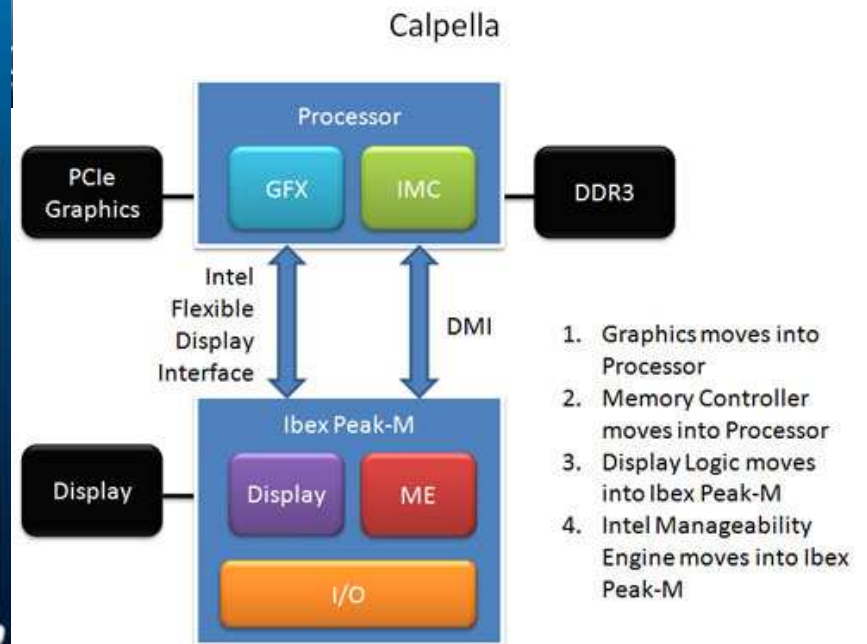 Calpella
Processor
PCIe
Graphics
GFX
IMC
DDR3
Intel
Flexible
Display
Interface
DMI
1. Graphics moves into
Processor
2. Memory Controller
moves into Processor
3. Display Logic moves
into Ibex Peak-M
4. Intel Manageability
Engine moves into Ibex
Peak-M
Ibex Peak-M
Display
Display
ME
I/O